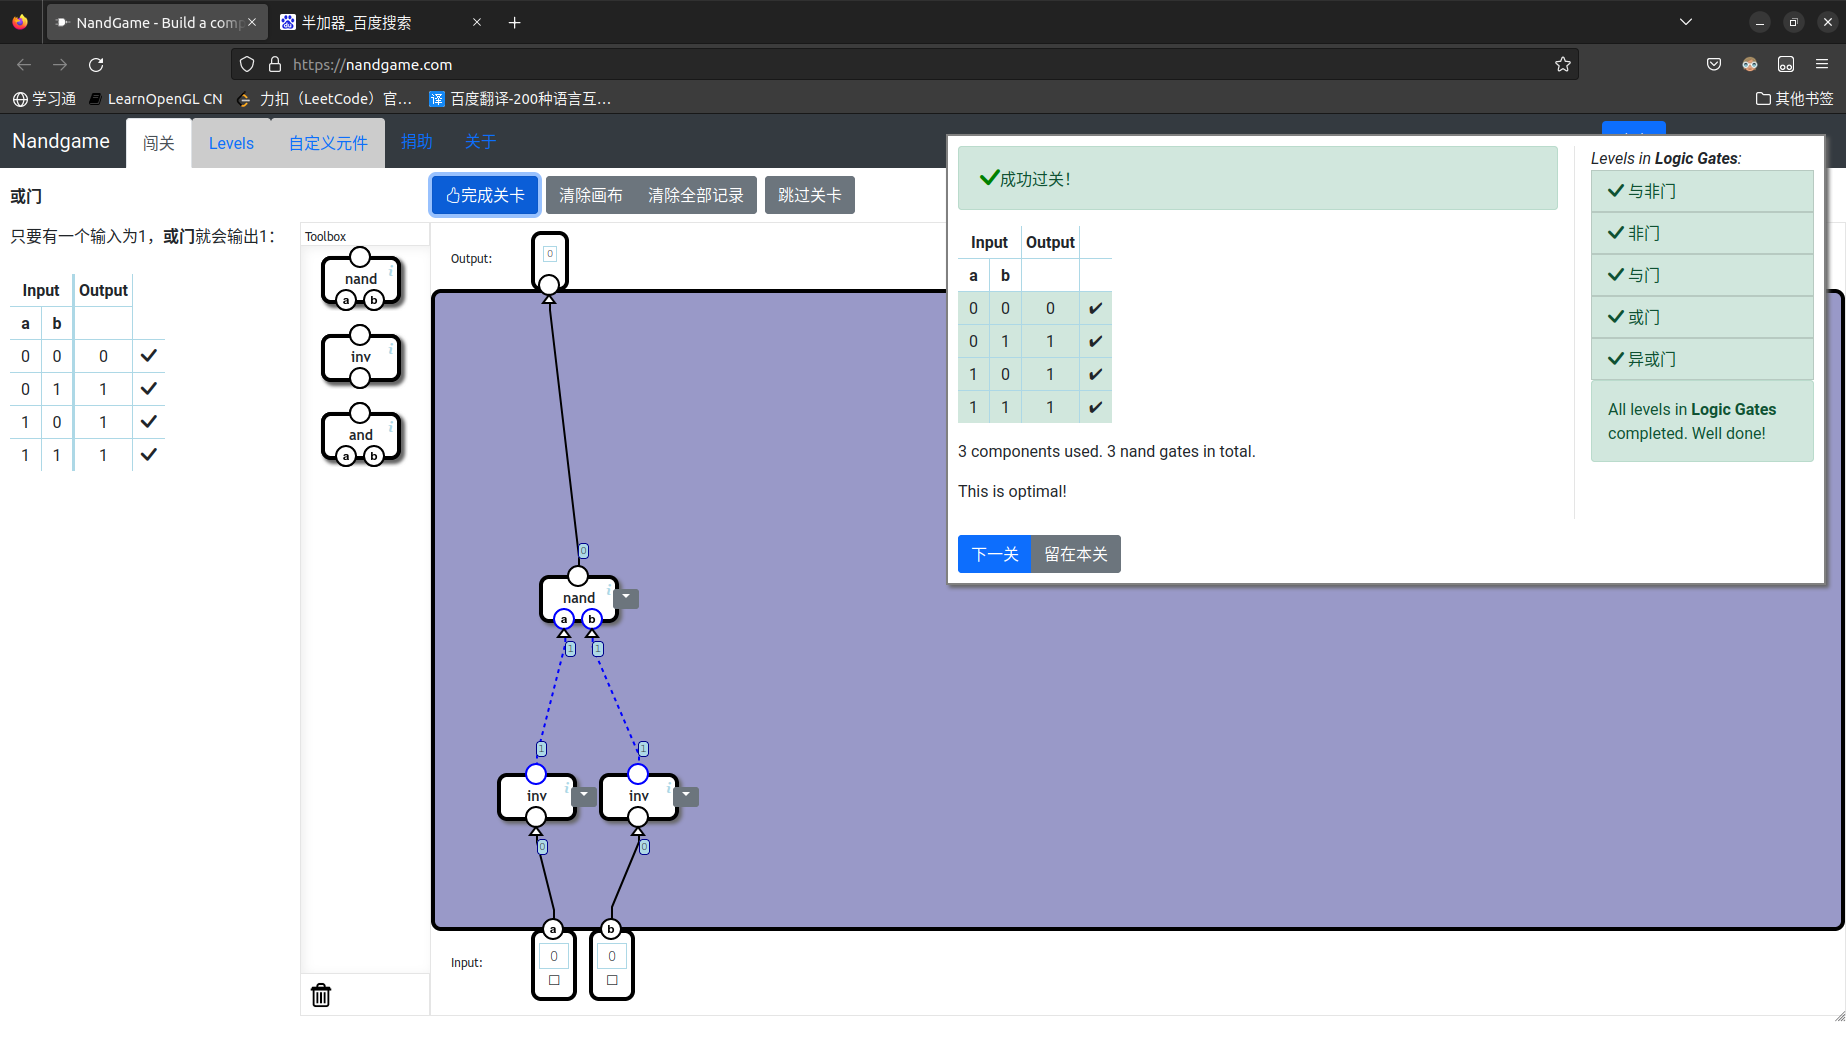 NandGame - Build a comp
半加器_百度搜索
https://nandgame.com
学习通
LearnOpenGL CN
力扣（LeetCode）官…
译 百度翻译-200种语言互…
其他书签
Nandgame
闯关
Levels
自定义元件
捐助
关于
或门
只要有一个输入为1，或门就会输出1：
Input Output
a b
0 0 0
0 1 1
1 0 1
1 1 1
完成关卡
清除画布
清除全部记录
跳过关卡
Toolbox
nand
a b
inv
and
a b
Output:
0
0
nand
a b
1 1
1 1
inv inv
0 0
a b
Input:
0 0
成功过关！
Input Output
a b
0 0 0 ✔
0 1 1 ✔
1 0 1 ✔
1 1 1 ✔
3 components used. 3 nand gates in total.
This is optimal!
下一关
留在本关
Levels in Logic Gates:
与非门
非门
与门
或门
异或门
All levels in Logic Gates
completed. Well done!